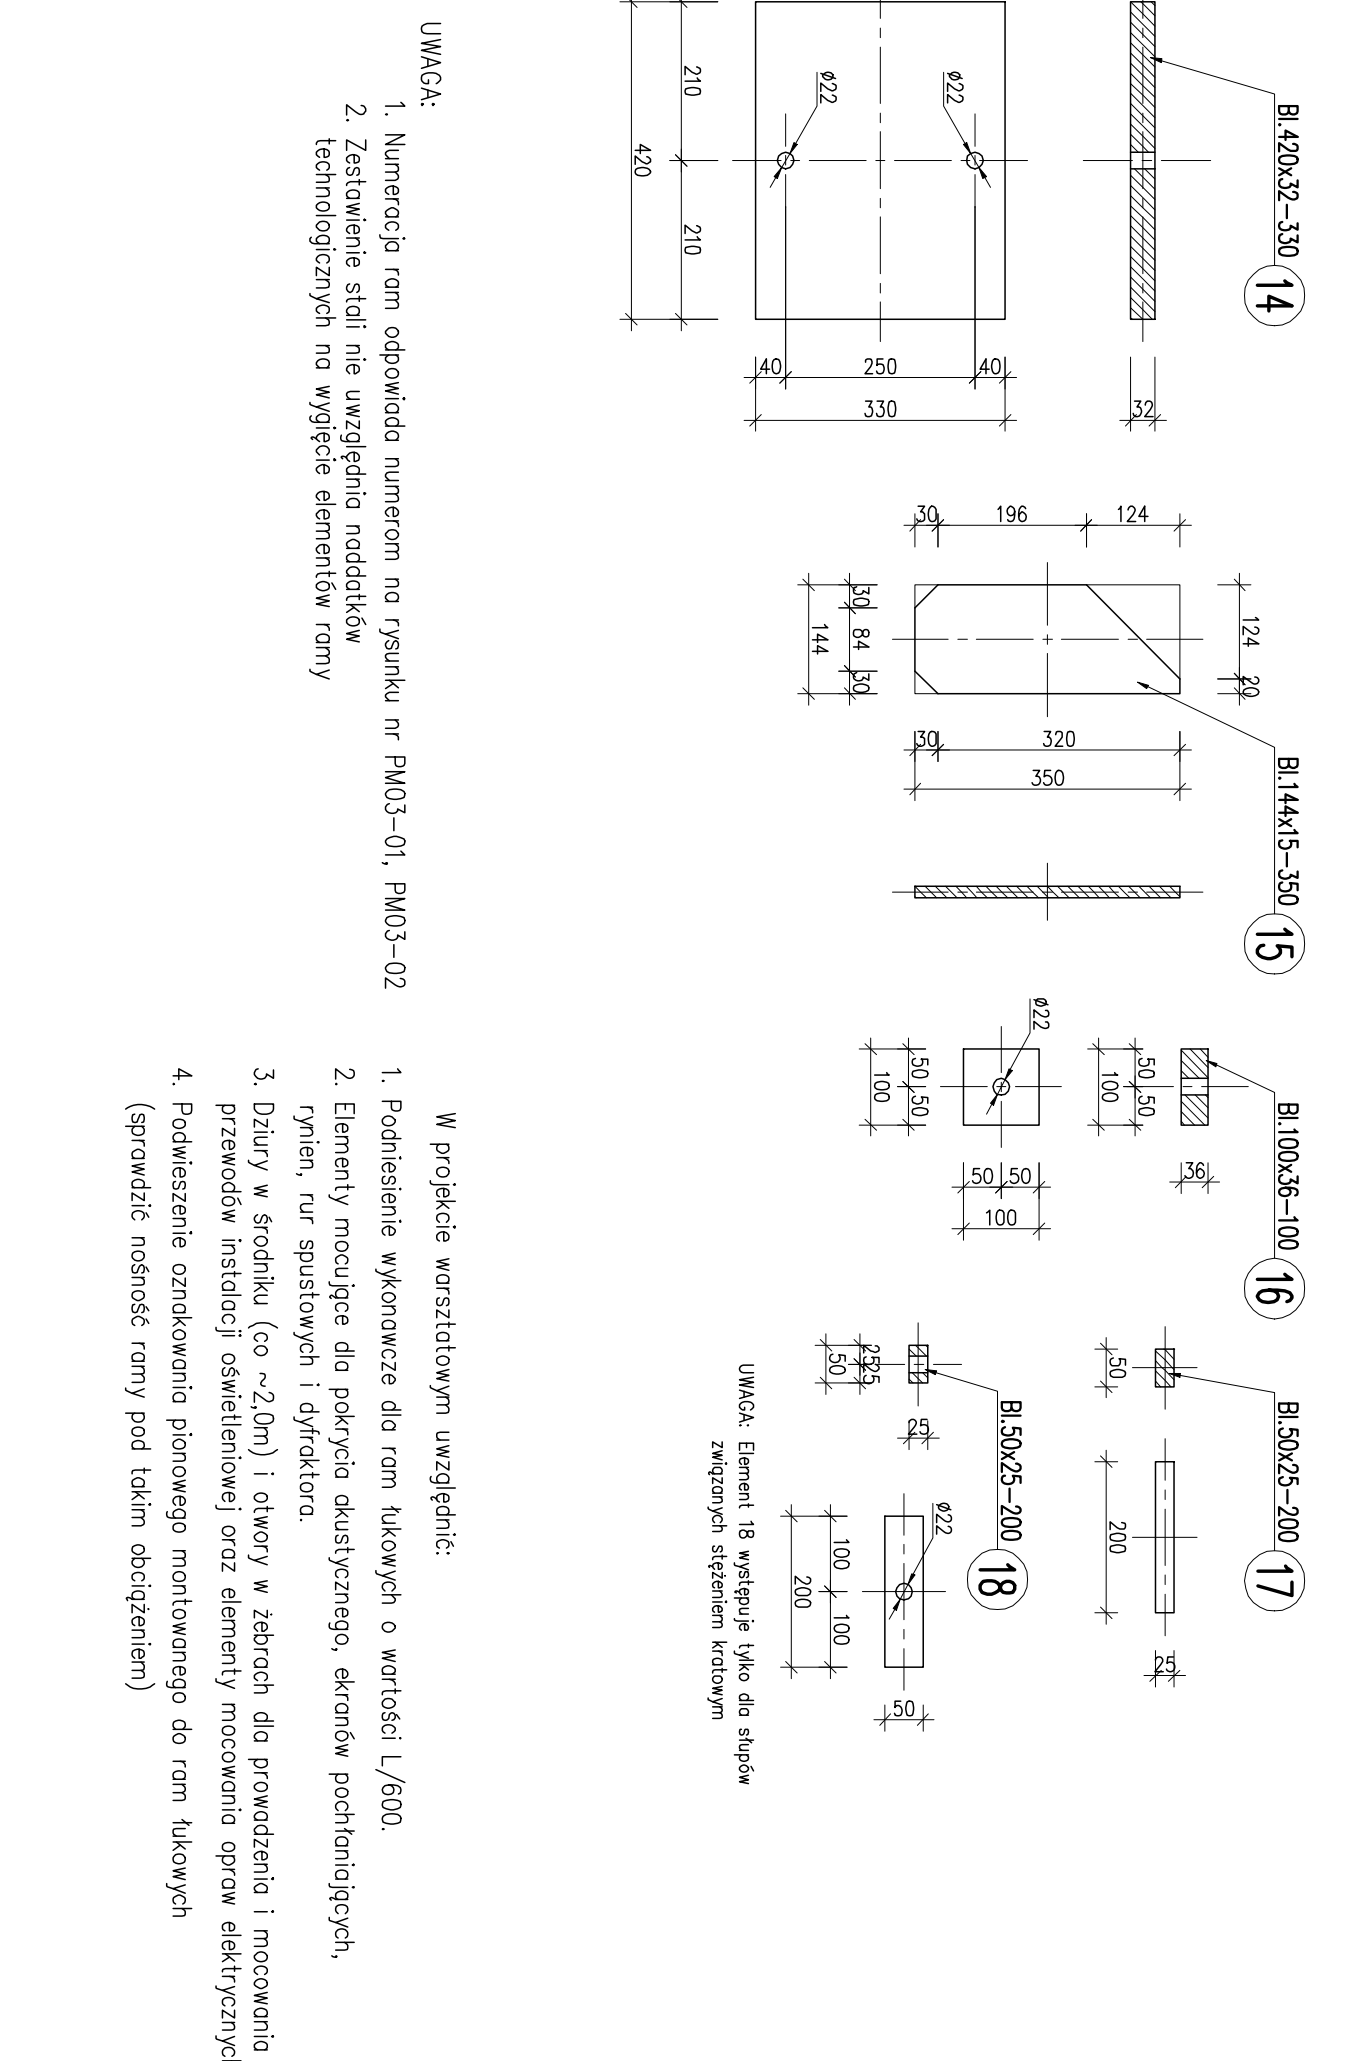 Bl.420x32-330
14
ø22
ø22
210
210
420
40
250
40
330
32
Bl.144x15-350
15
30
196
124
124
20
30
84
30
144
30
320
350
Bl.100x36-100
16
50
50
100
36
ø22
50
50
100
50
50
100
Bl.50x25-200
17
50
200
25
Bl.50x25-200
18
25
25
50
25
ø22
100
100
200
50
UWAGA: Element 18 występuje tylko dla słupów
związanych stężeniem kratowym
UWAGA:
1. Numeracja ram odpowiada numerom na rysunku nr PM03-01, PM03-02
2. Zestawienie stali nie uwzględnia naddatków
technologicznych na wygięcie elementów ramy
W projekcie warsztatowym uwzględnić:
1. Podniesienie wykonawcze dla ram łukowych o wartości L/600.
2. Elementy mocujące dla pokrycia akustycznego, ekranów pochłaniających,
rynien, rur spustowych i dyfraktora.
3. Dziury w środniku (co ~2,0m) i otwory w żebrach dla prowadzenia i mocowania
przewodów instalacji oświetleniowej oraz elementy mocowania opraw
4. Podwieszenie oznakowania pionowego montowanego do ram łukowych
(sprawdzić nośność ramy pod takim obciążeniem)